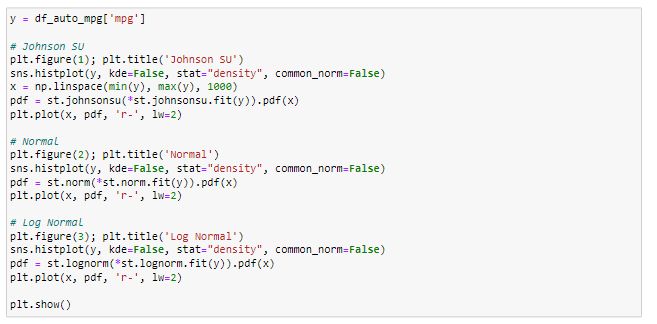 y = df_auto_mpg['mpg']
# Johnson SU
plt.figure(1); plt.title('Johnson SU')
sns.histplot(y, kde=False, stat="density", common_norm=False)
x = np.linspace(min(y), max(y), 1000)
pdf = st.johnsonsu(*st.johnsonsu.fit(y)).pdf(x)
plt.plot(x, pdf, 'r-', lw=2)
# Normal
plt.figure(2); plt.title('Normal')
sns.histplot(y, kde=False, stat="density", common_norm=False)
pdf = st.norm(*st.norm.fit(y)).pdf(x)
plt.plot(x, pdf, 'r-', lw=2)
# Log Normal
plt.figure(3); plt.title('Log Normal')
sns.histplot(y, kde=False, stat="density", common_norm=False)
pdf = st.lognorm(*st.lognorm.fit(y)).pdf(x)
plt.plot(x, pdf, 'r-', lw=2)
plt.show()